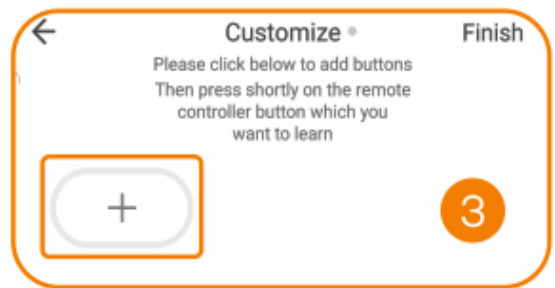 Customize
Finish
Please click below to add buttons
Then press shortly on the remote
controller button which you
want to learn
+
3